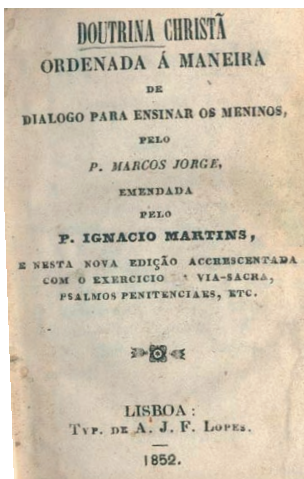 DOUTRINA CHRISTÃ
ORDENADA Á MANEIRA
DE
DIALOGO PARA ENSINAR OS MENINOS,
PELO
P. MARCOS JORGE,
EMENDADA
PELO
P. IGNACIO MARTINS,
E NESTA NOVA EDIÇÃO ACCRESCENTADA
COM O EXERCICIO VIA-SACRA,
PSALMOS PENITENCIAES, ETC.
LISBOA:
TYP. DE A. J. F. LOPES.
1852.